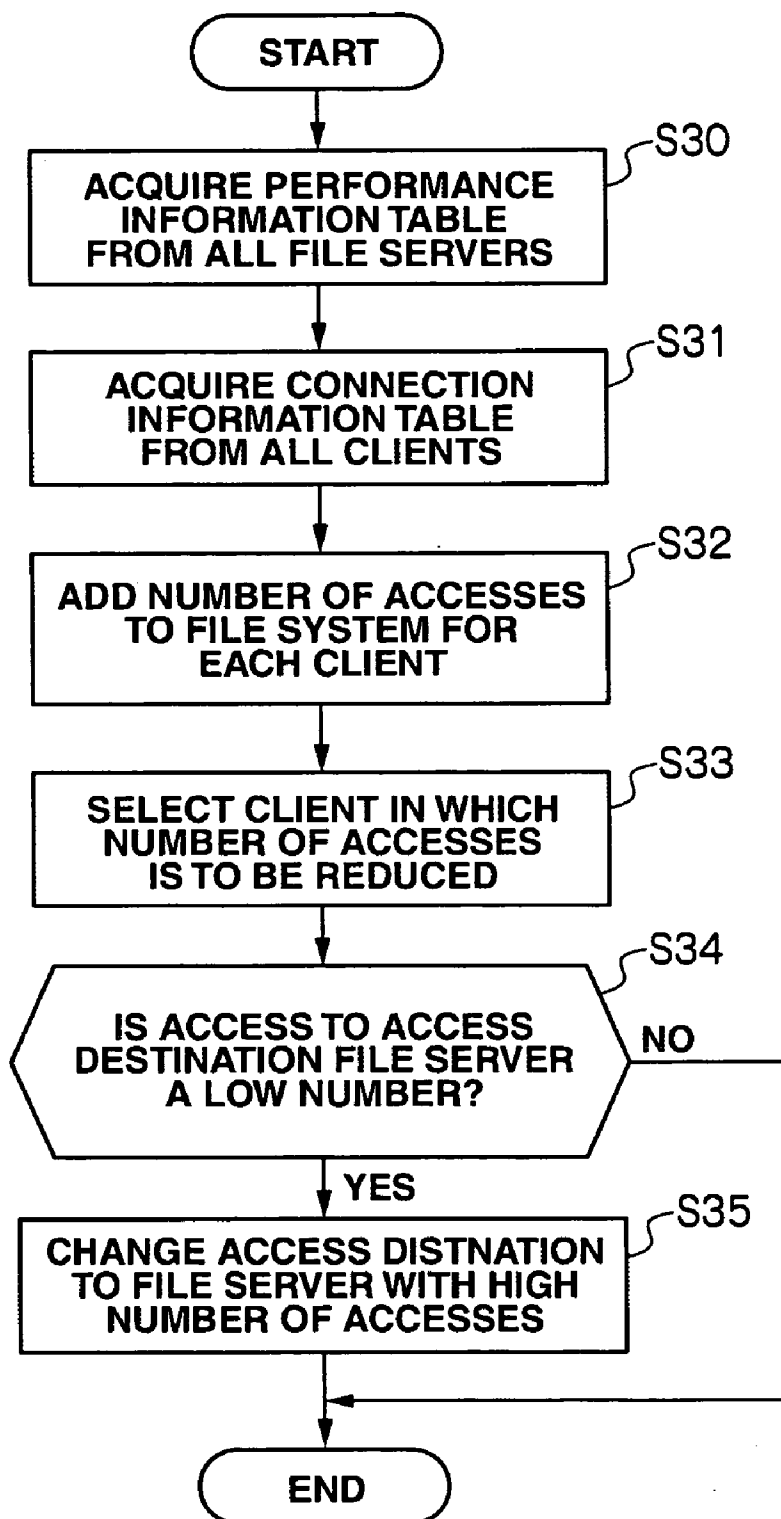 START
S30
ACQUIRE PERFORMANCE
INFORMATION TABLE
FROM ALL FILE SERVERS
S31
ACQUIRE CONNECTION
INFORMATION TABLE
FROM ALL CLIENTS
S32
ADD NUMBER OF ACCESSES
TO FILE SYSTEM FOR
EACH CLIENT
S33
SELECT CLIENT IN WHICH
NUMBER OF ACCESSES
IS TO BE REDUCED
S34
IS ACCESS TO ACCESS
DESTINATION FILE SERVER
A LOW NUMBER?
NO
YES
S35
CHANGE ACCESS DISTNATION
TO FILE SERVER WITH HIGH
NUMBER OF ACCESSES
END